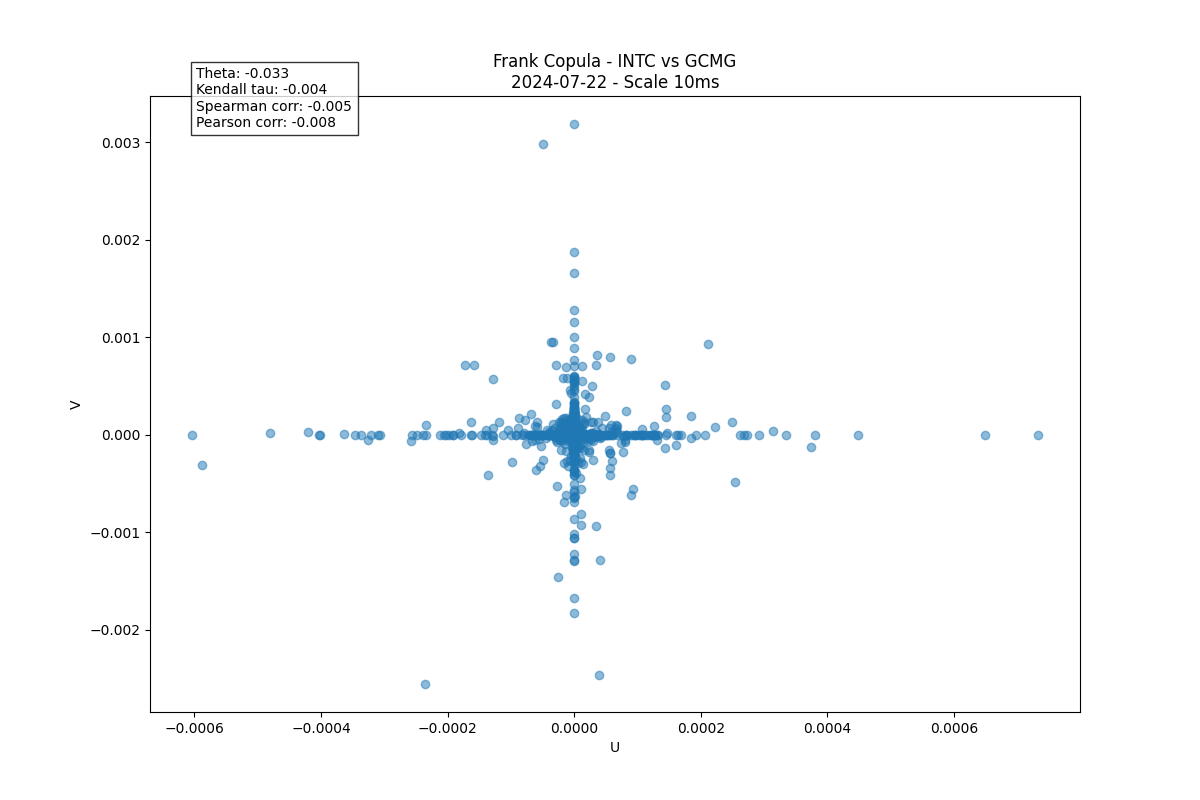 Frank Copula - INTC vs GCMG
2024-07-22 - Scale 10ms
Theta: -0.033
Kendall tau: -0.004
Spearman corr: -0.005
Pearson corr: -0.008
V
0.003
0.002
0.001
0.000
−0.001
−0.002
−0.0006 −0.0004 −0.0002 0.0000 0.0002 0.0004 0.0006
U